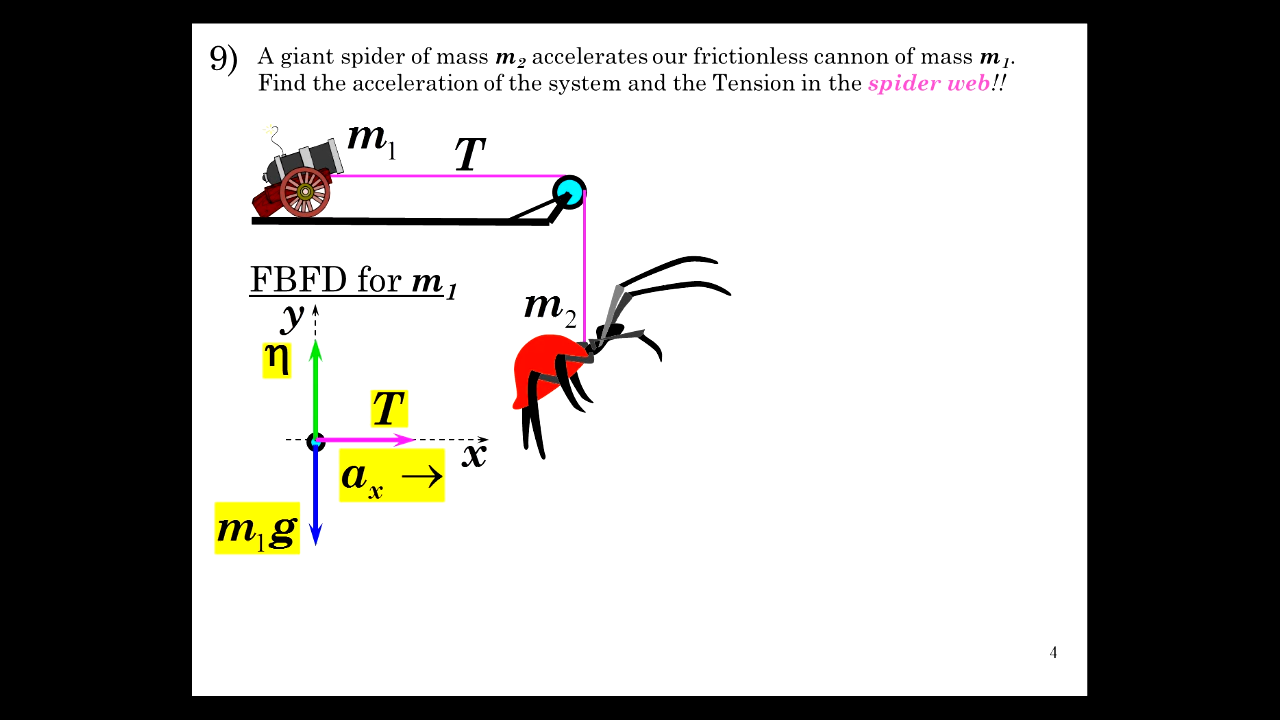 9) A giant spider of mass m₂ accelerates our frictionless cannon of mass m₁.
Find the acceleration of the system and the Tension in the spider web!!
m₁
T
FBFD for m₁
m₂
y
η
T
x
aₓ →
m₁g
4